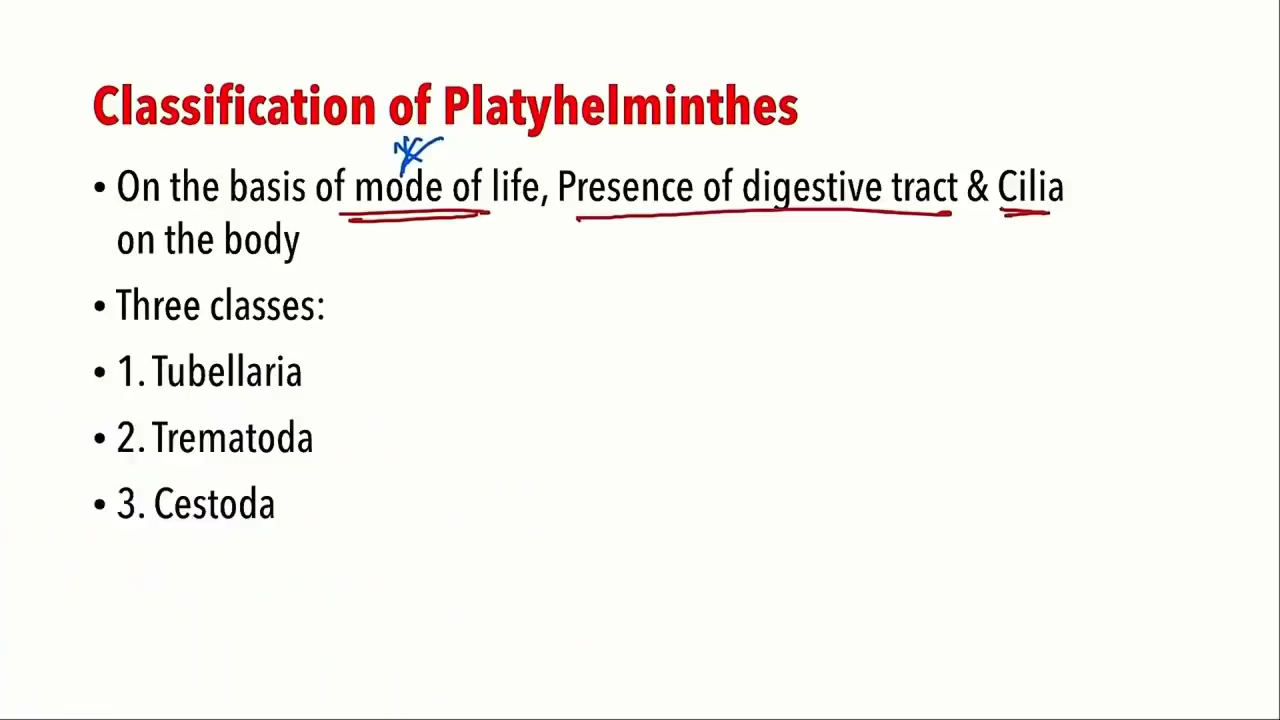 Classification of Platyhelminthes
• On the basis of mode of life, Presence of digestive tract & Cilia
on the body
• Three classes:
• 1. Tubellaria
• 2. Trematoda
• 3. Cestoda